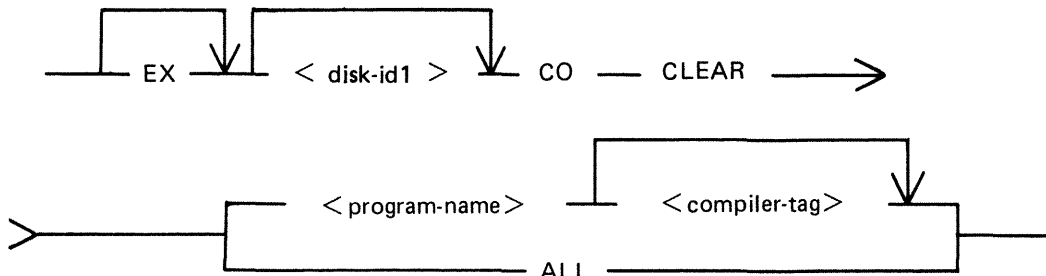 EX < disk-id1 > CO CLEAR
<program-name> <compiler-tag>
ALL